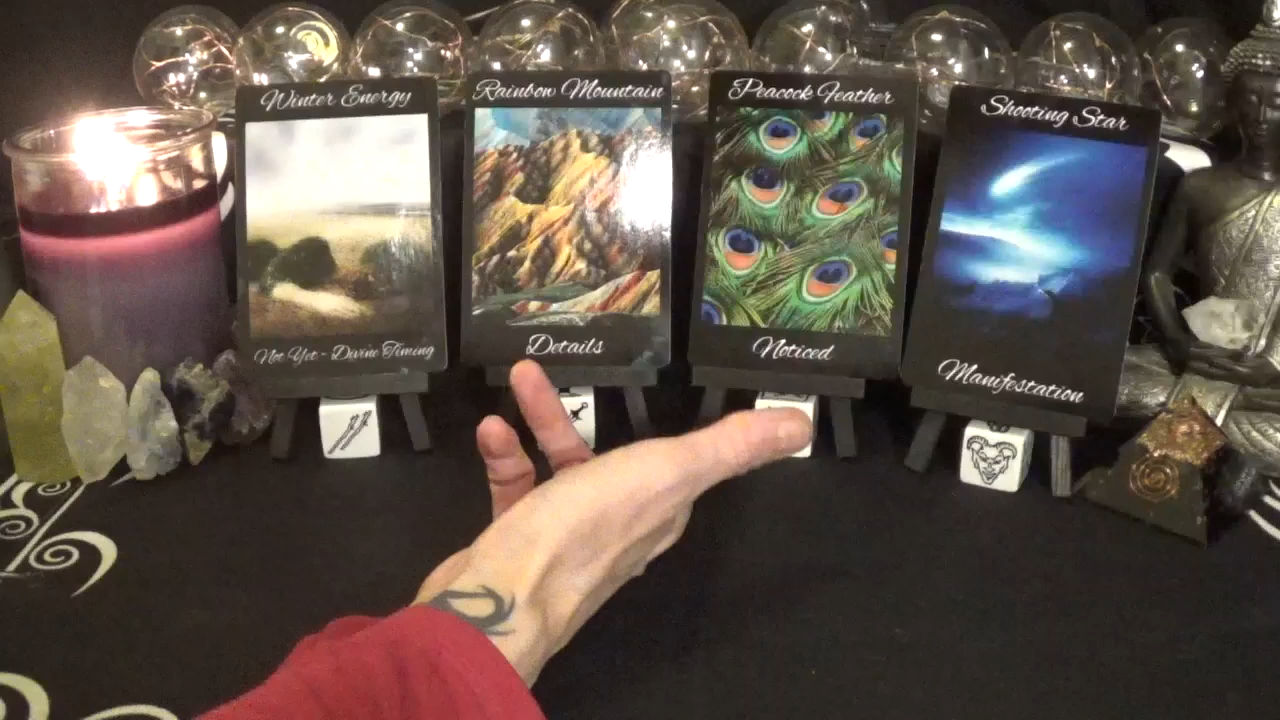 Winter Energy
Not Yet - Divine Timing
Rainbow Mountain
Details
Peacock Feather
Noticed
Shooting Star
Manifestation